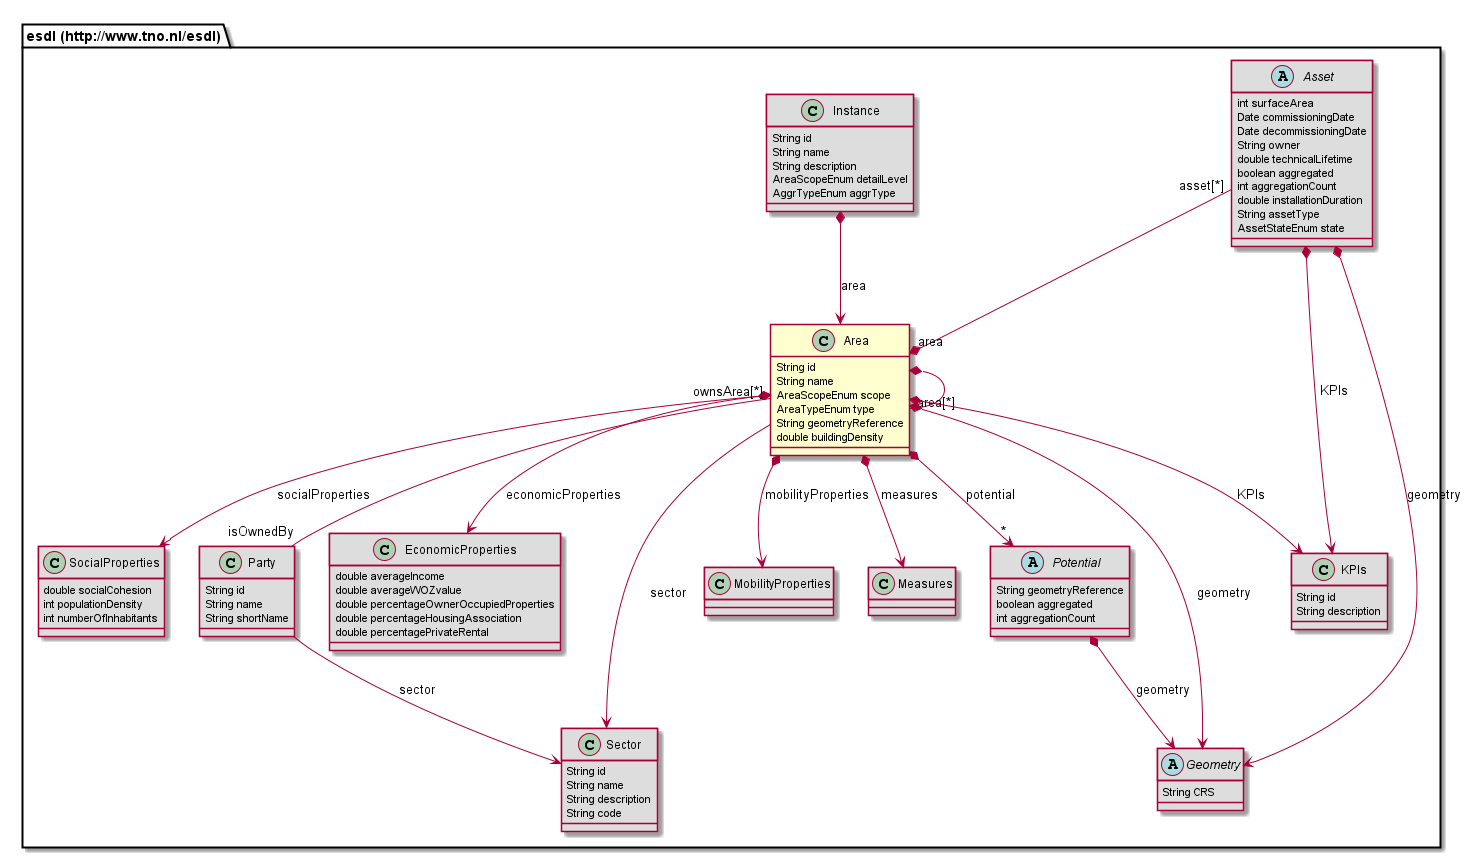 esdl (http://www.tno.nl/esdl)
A Asset
int surfaceArea
Date commissioningDate
Date decommissioningDate
String owner
double technicalLifetime
boolean aggregated
int aggregationCount
double installationDuration
String assetType
AssetStateEnum state
C Instance
String id
String name
String description
AreaScopeEnum detailLevel
AggrTypeEnum aggrType
asset[*]
area
C Area
String id
String name
AreaScopeEnum scope
AreaTypeEnum type
String geometryReference
double buildingDensity
area
area[*]
ownsArea[*]
KPIs
socialProperties
economicProperties
mobilityProperties
measures
potential
KPIs
geometry
isOwnedBy
*
C SocialProperties
double socialCohesion
int populationDensity
int numberOfInhabitants
C Party
String id
String name
String shortName
C EconomicProperties
double averageIncome
double averageWOZvalue
double percentageOwnerOccupiedProperties
double percentageHousingAssociation
double percentagePrivateRental
sector
C MobilityProperties
C Measures
A Potential
String geometryReference
boolean aggregated
int aggregationCount
geometry
C KPIs
String id
String description
sector
geometry
C Sector
String id
String name
String description
String code
A Geometry
String CRS